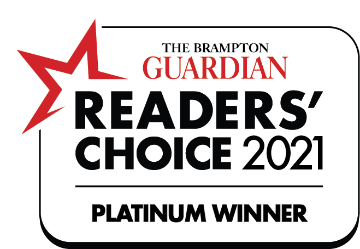 THE BRAMPTON
GUARDIAN
READERS’
CHOICE 2021
PLATINUM WINNER